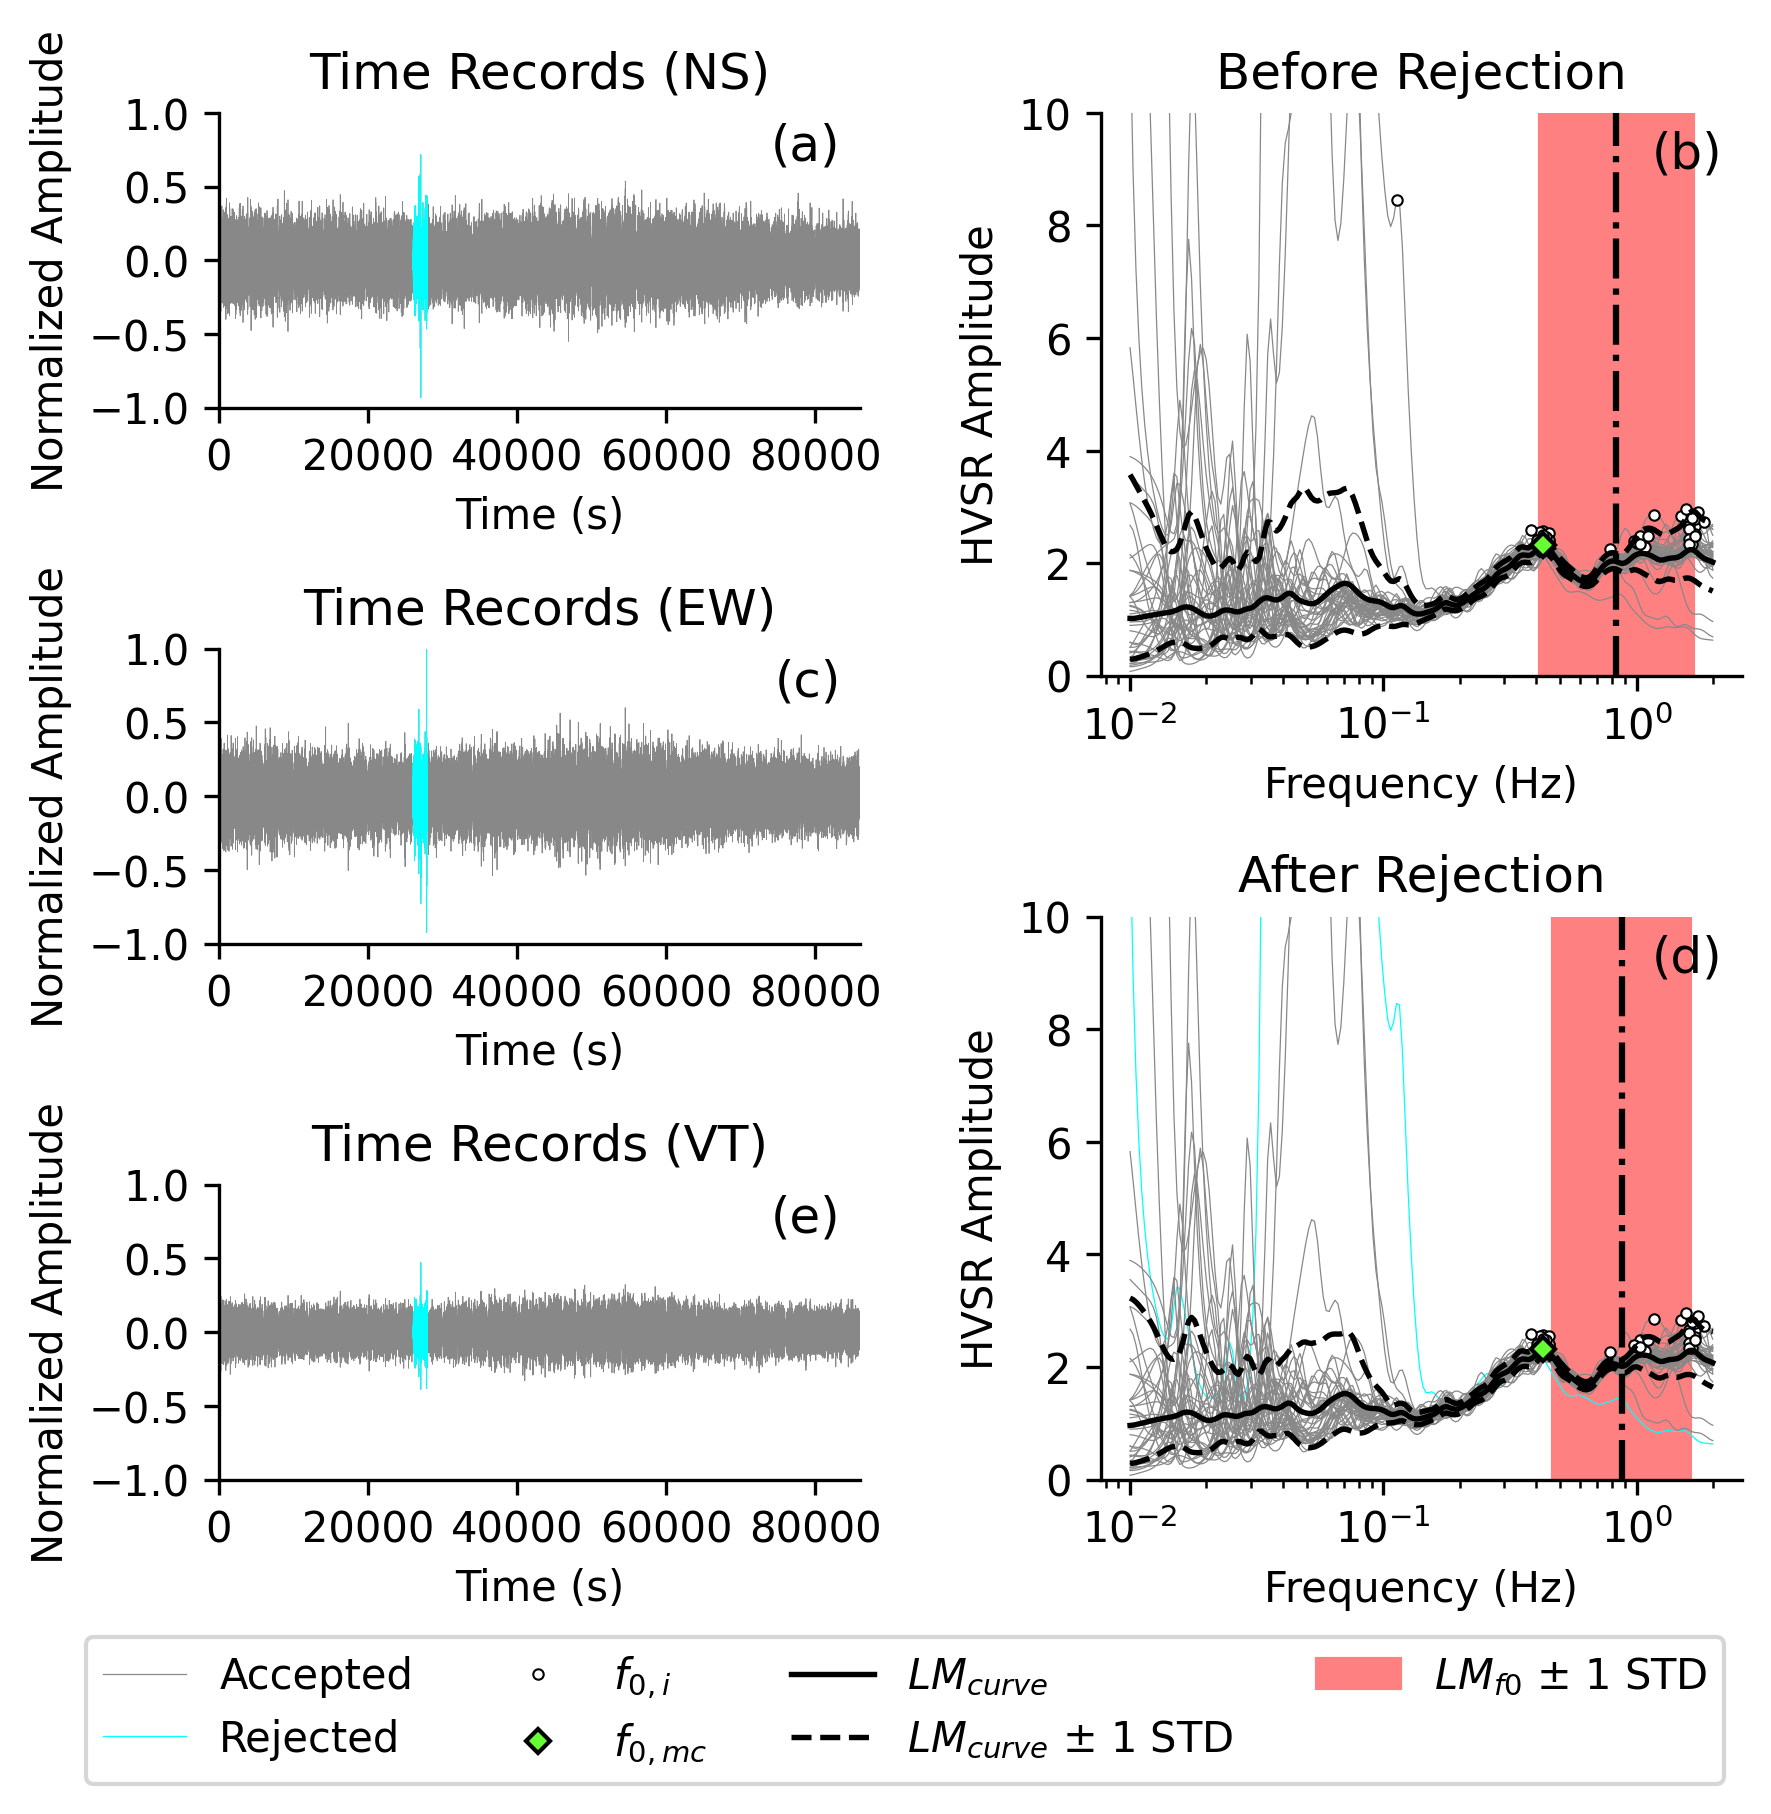 Time Records (NS)
(a)
Normalized Amplitude
1.0
0.5
0.0
−0.5
−1.0
0 20000 40000 60000 80000
Time (s)
Before Rejection
(b)
HVSR Amplitude
10
8
6
4
2
0
10⁻² 10⁻¹ 10⁰
Frequency (Hz)
Time Records (EW)
(c)
Normalized Amplitude
1.0
0.5
0.0
−0.5
−1.0
0 20000 40000 60000 80000
Time (s)
After Rejection
(d)
HVSR Amplitude
10
8
6
4
2
0
10⁻² 10⁻¹ 10⁰
Frequency (Hz)
Time Records (VT)
(e)
Normalized Amplitude
1.0
0.5
0.0
−0.5
−1.0
0 20000 40000 60000 80000
Time (s)
Accepted
Rejected
f0,i
f0,mc
LMcurve
LMcurve ± 1 STD
LMf0 ± 1 STD